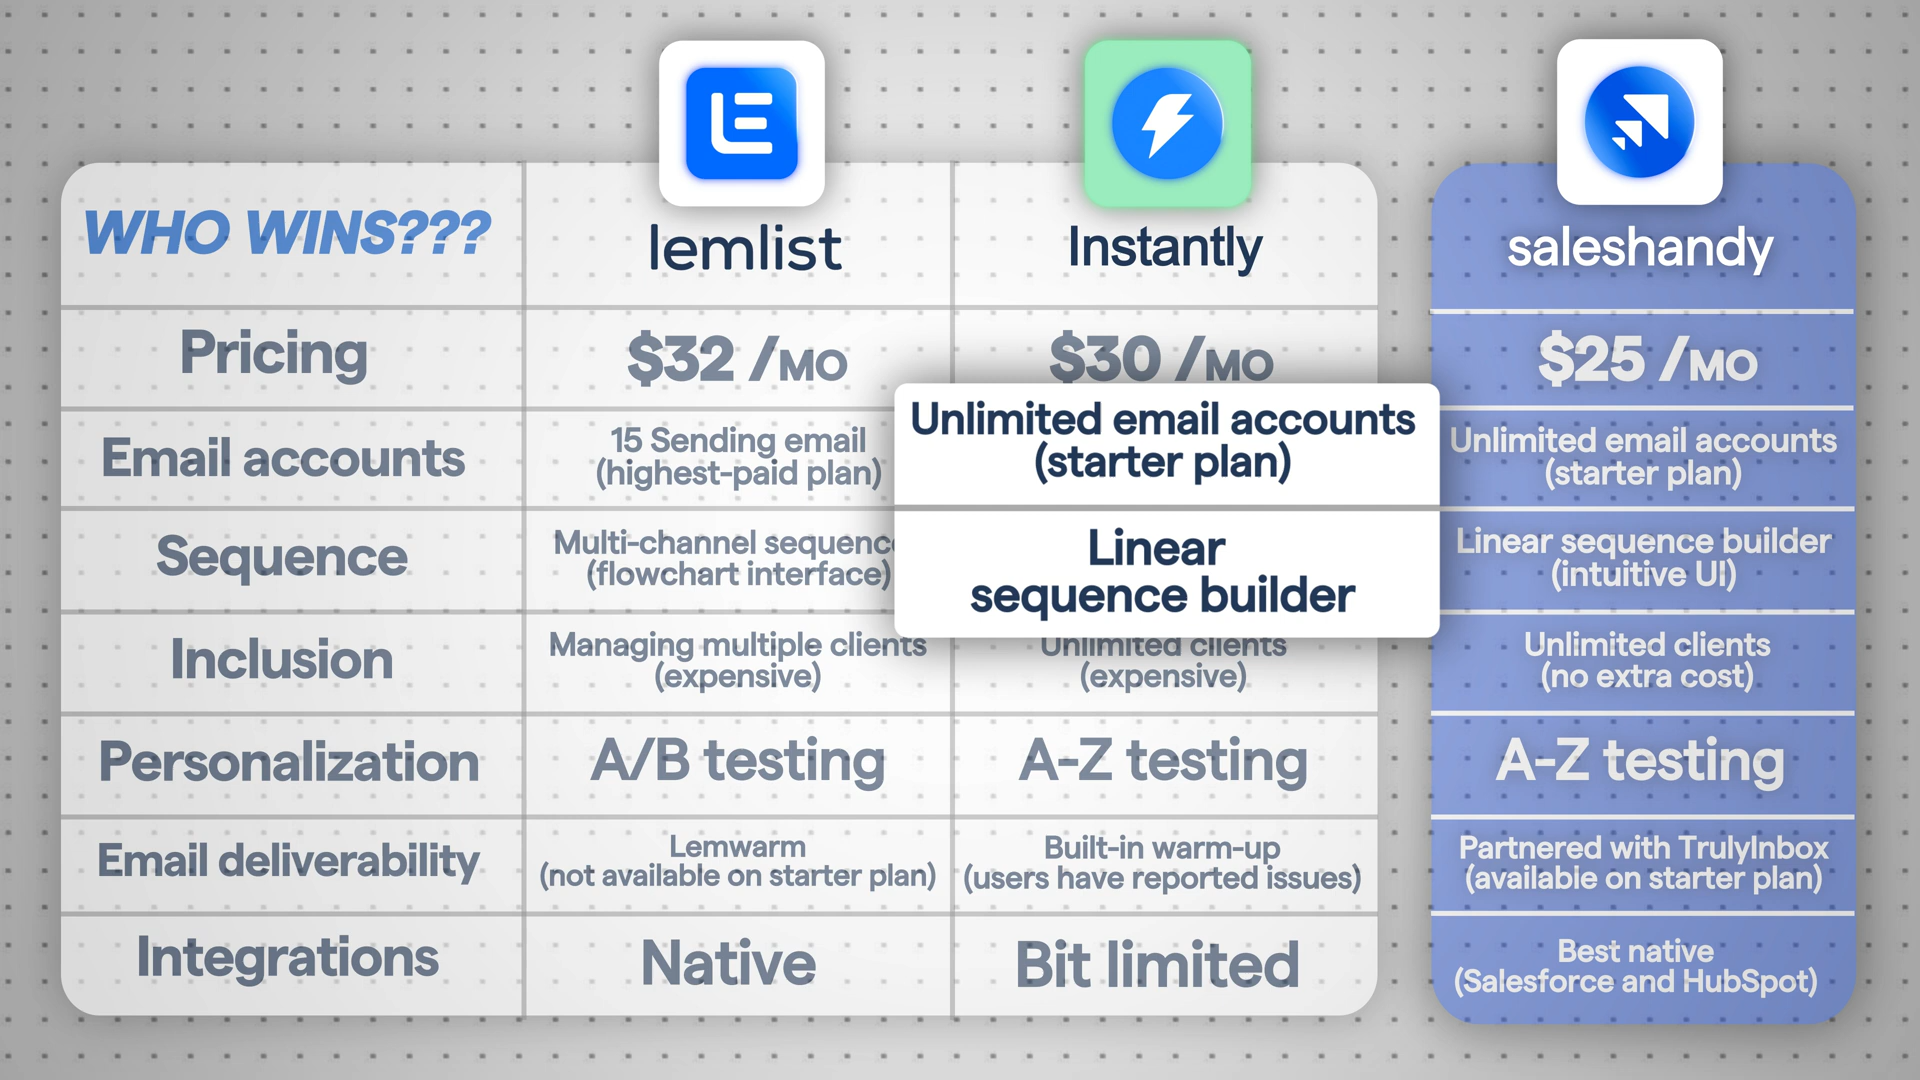 lemlist
Instantly
saleshandy
WHO WINS???
Pricing
$32 /MO
$30 /MO
$25 /MO
Email accounts
15 Sending email
(highest-paid plan)
Unlimited email accounts
(starter plan)
Unlimited email accounts
(starter plan)
Sequence
Multi-channel sequence
(flowchart interface)
Linear
sequence builder
Linear sequence builder
(intuitive UI)
Inclusion
Managing multiple clients
(expensive)
Unlimited clients
(expensive)
Unlimited clients
(no extra cost)
Personalization
A/B testing
A-Z testing
A-Z testing
Email deliverability
Lemwarm
(not available on starter plan)
Built-in warm-up
(users have reported issues)
Partnered with TrulyInbox
(available on starter plan)
Integrations
Native
Bit limited
Best native
(Salesforce and HubSpot)